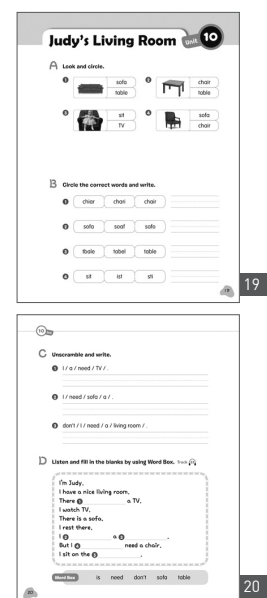 Judy's Living Room Unit 10
A Look and circle.
1 sofa table
2 chair table
3 sit TV
4 sofa chair
B Circle the correct words and write.
1 chiar chari chair
2 sofa soaf safo
3 tbale tabel table
4 sit ist sti
19
19
10
C Unscramble and write.
1 I / a / need / TV / .
2 I / need / sofa / a / .
3 don't / I / need / a / living room / .
D Listen and fill in the blanks by using Word Box. Track
I'm Judy.
I have a nice living room.
There 1 a TV.
I watch TV.
There is a sofa.
I rest there.
I 2 a 3 .
But I 4 need a chair.
I sit on the 5 .
Word Box is need don't sofa table
20
20